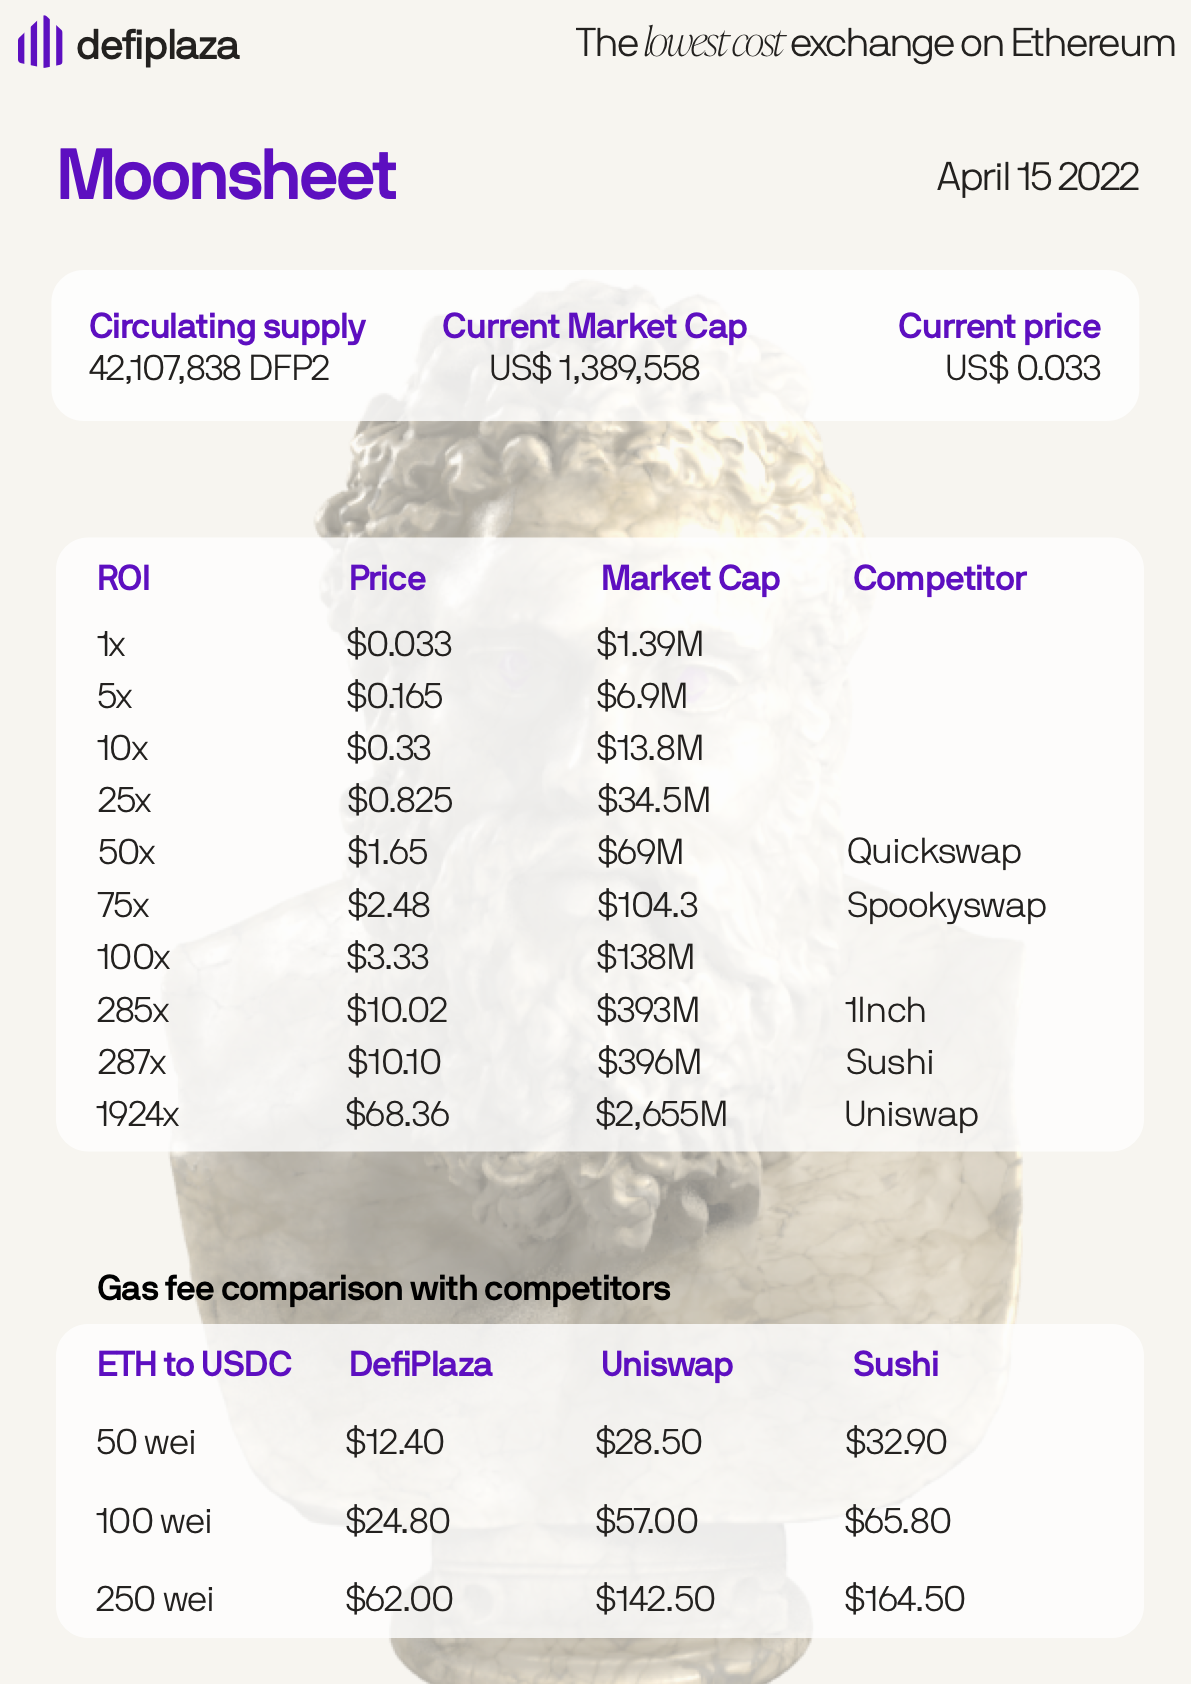 defiplaza
The lowest cost exchange on Ethereum
Moonsheet
April 15 2022
Circulating supply Current Market Cap Current price
42,107,838 DFP2 US$ 1,389,558 US$ 0.033
ROI Price Market Cap Competitor
1x $0.033 $1.39M
5x $0.165 $6.9M
10x $0.33 $13.8M
25x $0.825 $34.5M
50x $1.65 $69M Quickswap
75x $2.48 $104.3 Spookyswap
100x $3.33 $138M
285x $10.02 $393M 1Inch
287x $10.10 $396M Sushi
1924x $68.36 $2,655M Uniswap
Gas fee comparison with competitors
ETH to USDC DefiPlaza Uniswap Sushi
50 wei $12.40 $28.50 $32.90
100 wei $24.80 $57.00 $65.80
250 wei $62.00 $142.50 $164.50